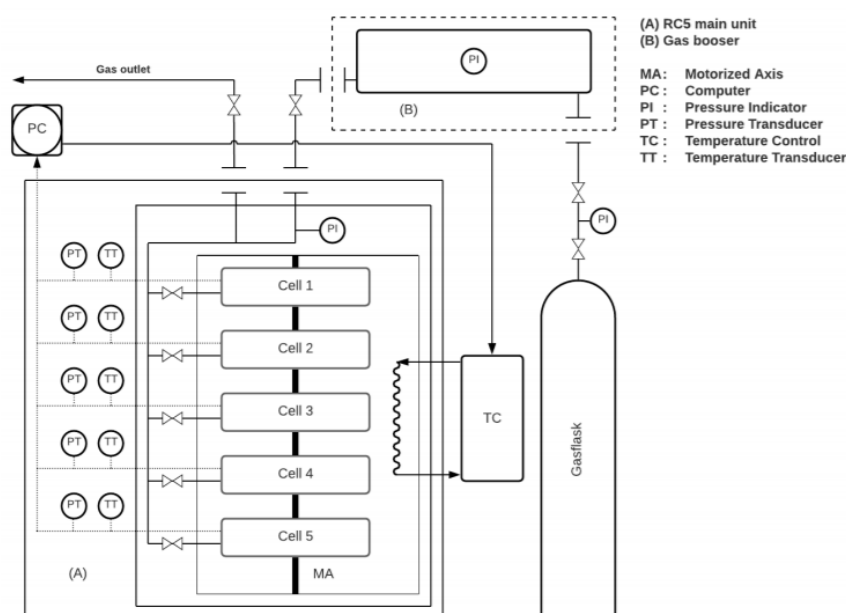 (A) RC5 main unit
(B) Gas booser
MA: Motorized Axis
PC : Computer
PI : Pressure Indicator
PT : Pressure Transducer
TC : Temperature Control
TT : Temperature Transducer
Gas outlet
PI
(B)
PC
PI
PI
PT TT
Cell 1
PT TT
Cell 2
PT TT
Cell 3
PT TT
Cell 4
PT TT
Cell 5
TC
Gasflask
(A)
MA